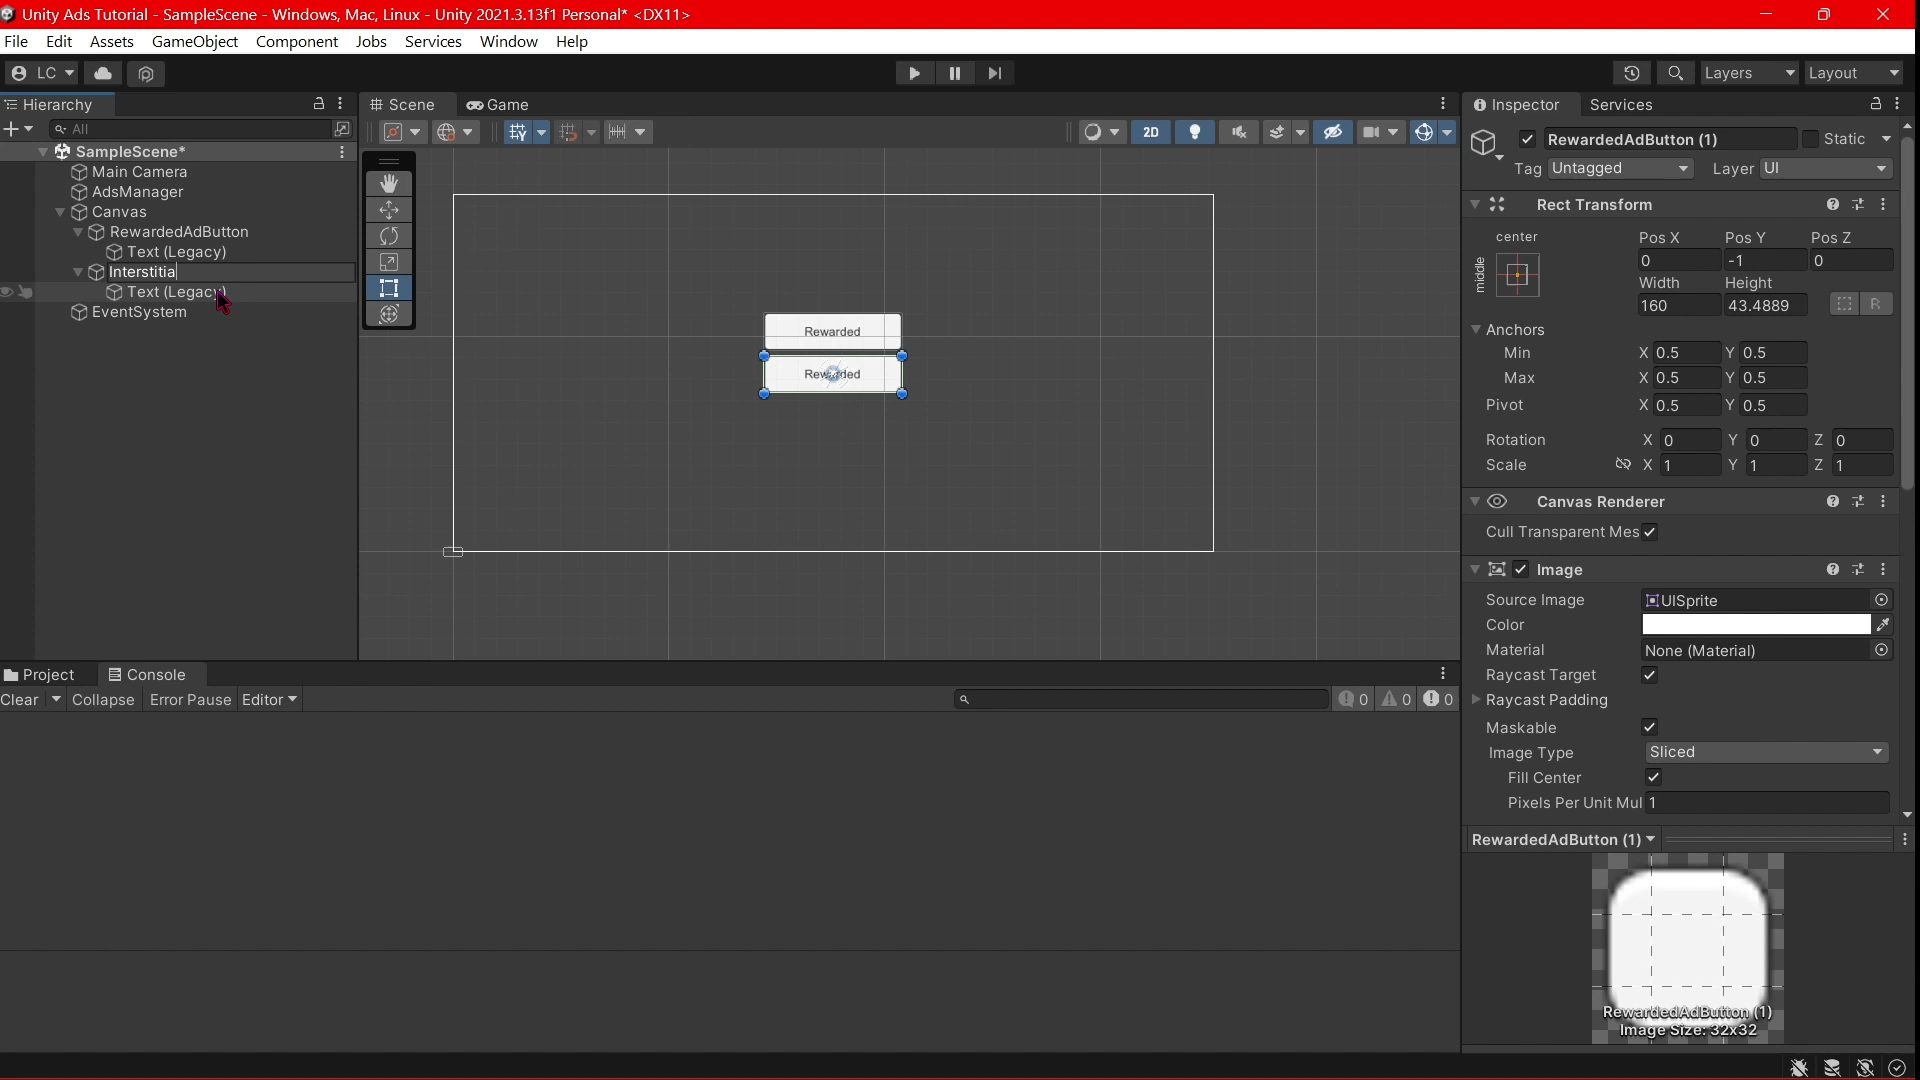 Unity Ads Tutorial - SampleScene - Windows, Mac, Linux - Unity 2021.3.13f1 Personal* <DX11>
File Edit Assets GameObject Component Jobs Services Window Help
LC Layers Layout
Hierarchy Scene Game Inspector Services
All 2D RewardedAdButton (1) Static
SampleScene*
Tag Untagged Layer UI
Main Camera
AdsManager
Canvas
RewardedAdButton
Text (Legacy)
Interstitia
Text (Legacy)
EventSystem
Rewarded
Rewarded
Rect Transform
center
middle
Pos X Pos Y Pos Z
0 -1 0
Width Height
160 43.4889 R
Anchors
Min X 0.5 Y 0.5
Max X 0.5 Y 0.5
Pivot X 0.5 Y 0.5
Rotation X 0 Y 0 Z 0
Scale X 1 Y 1 Z 1
Canvas Renderer
Cull Transparent Mes
Image
Source Image UISprite
Color
Material None (Material)
Raycast Target
Raycast Padding
Maskable
Image Type Sliced
Fill Center
Pixels Per Unit Mul 1
Project Console
Clear Collapse Error Pause Editor 0 0 0
RewardedAdButton (1)
RewardedAdButton (1)
Image Size: 32x32